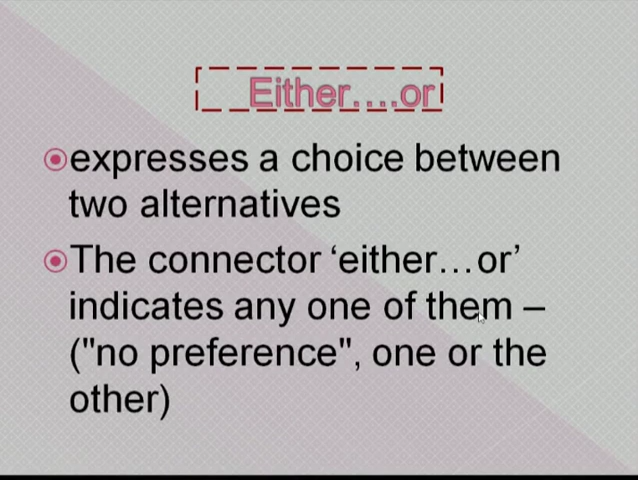 Either….or
expresses a choice between
two alternatives
The connector ‘either…or’
indicates any one of them –
("no preference", one or the
other)